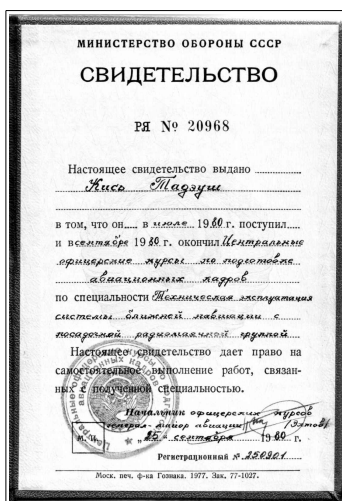 МИНИСТЕРСТВО ОБОРОНЫ СССР
СВИДЕТЕЛЬСТВО
РЯ № 20968
Настоящее свидетельство выдано
Кись Тадэуш
в том, что он в июле 1980 г. поступил
и в сентябре 1980 г. окончил Центральные
офицерские курсы по подготовке
авиационных кадров
по специальности Техническая эксплуатация
системы ближней навигации с
посадочной радиомаячной группой
Настоящее свидетельство дает право на
самостоятельное выполнение работ, связан-
ных с полученной специальностью.
Начальник офицерских курсов
генерал-майор авиации
М. П. "25" сентября 1980 г.
Регистрационный № 250901
Моск. печ. ф-ка Гознака. 1977. Зак. 77-1027.